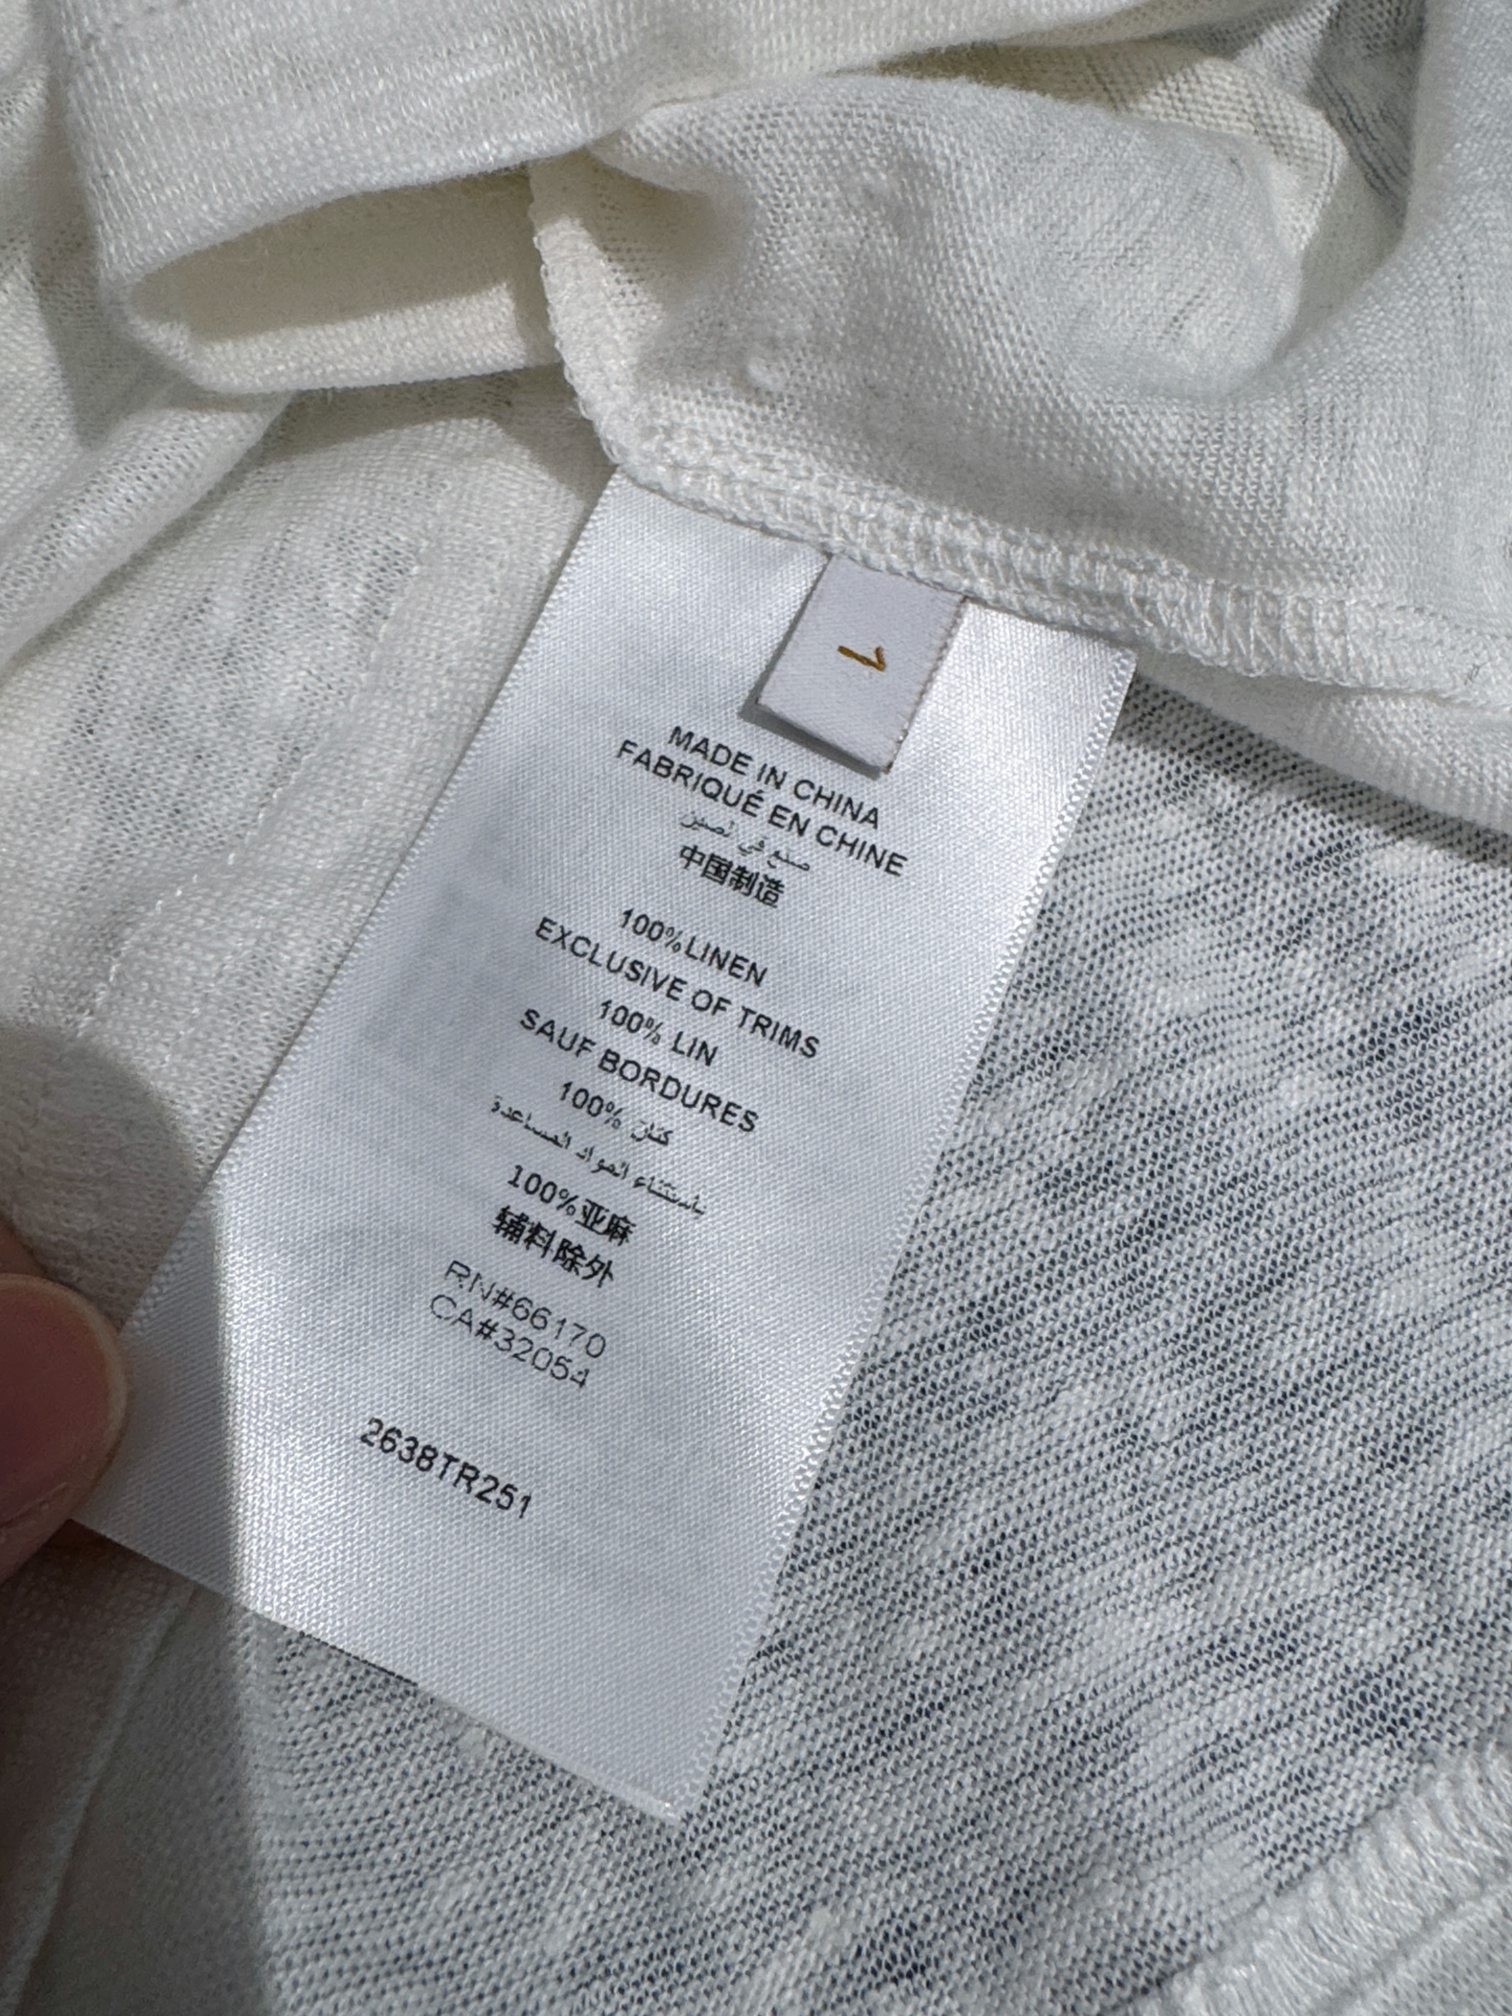 1
MADE IN CHINA
FABRIQUÉ EN CHINE
صنع في لصين
中国制造
100%LINEN
EXCLUSIVE OF TRIMS
100% LIN
SAUF BORDURES
100% كتان
باستثناء المواد المساعدة
100%亚麻
辅料除外
RN#66170
CA#32054
2638TR251